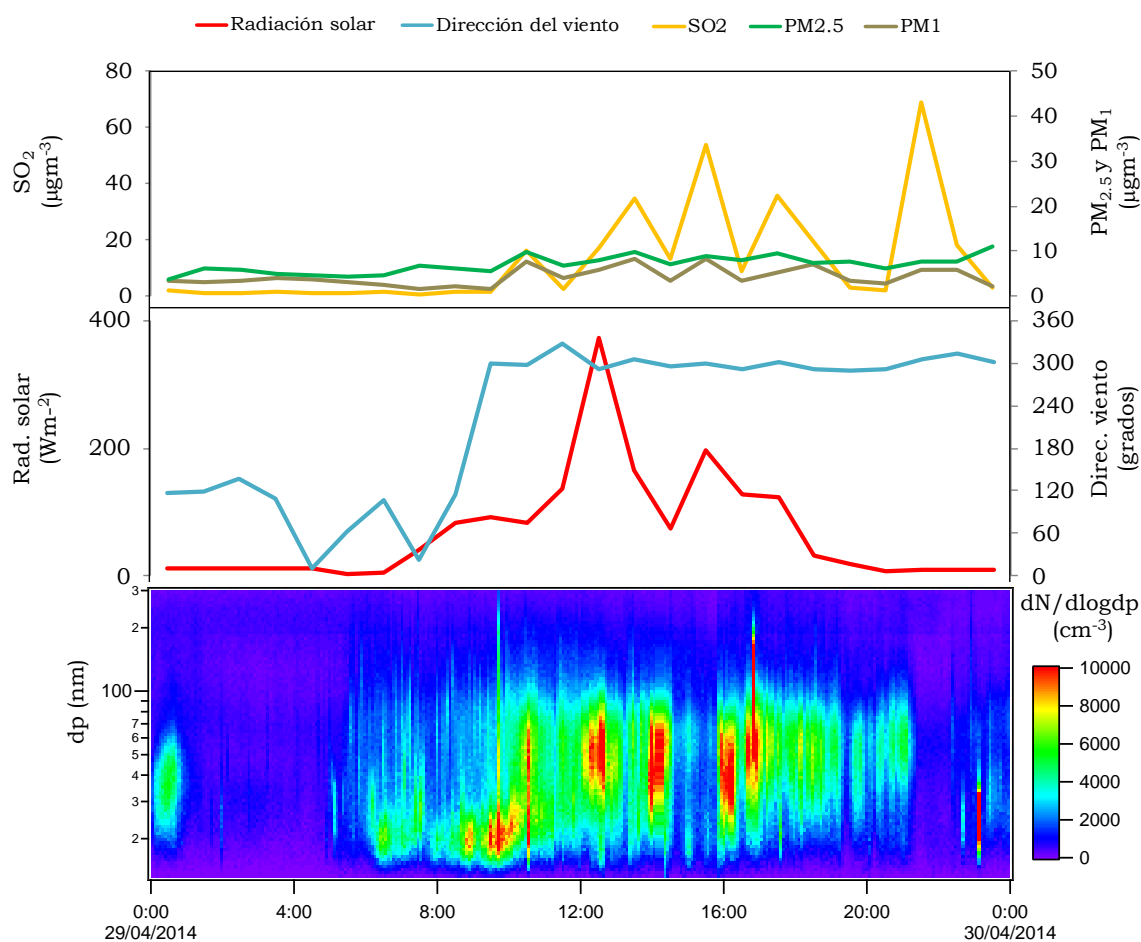 Radiación solar Dirección del viento SO2 PM2.5 PM1
80
60
40
20
0
SO₂
(µgm⁻³)
50
40
30
20
10
0
PM₂.₅ y PM₁
(µgm⁻³)
400
200
0
Rad. solar
(Wm⁻²)
360
300
240
180
120
60
0
Direc. viento
(grados)
3
2
100
7
6
5
4
3
2
dp (nm)
dN/dlogdp
(cm⁻³)
10000
8000
6000
4000
2000
0
0:00 4:00 8:00 12:00 16:00 20:00 0:00
29/04/2014 30/04/2014